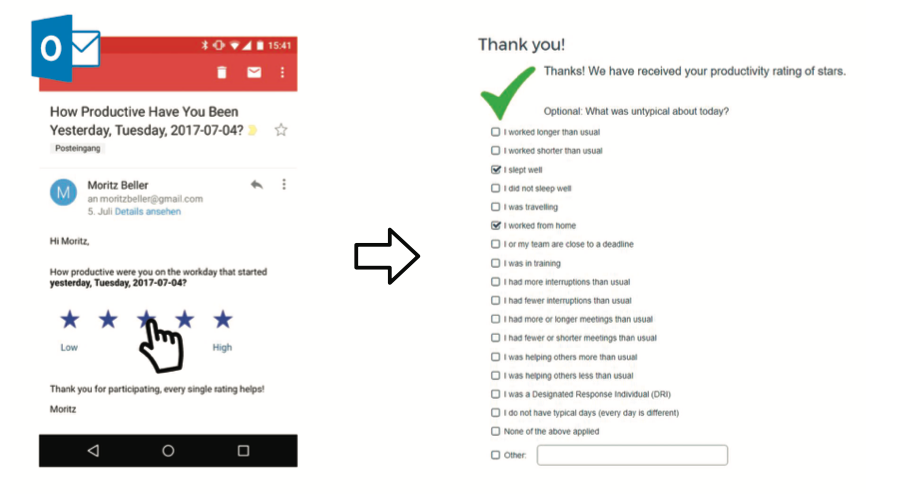 O
15:41
How Productive Have You Been
Yesterday, Tuesday, 2017-07-04?
Posteingang
M
Moritz Beller
an moritzbeller@gmail.com
5. Juli Details ansehen
Hi Moritz,
How productive were you on the workday that started
yesterday, Tuesday, 2017-07-04?
Low
High
Thank you for participating, every single rating helps!
Moritz
Thank you!
Thanks! We have received your productivity rating of stars.
Optional: What was untypical about today?
I worked longer than usual
I worked shorter than usual
I slept well
I did not sleep well
I was travelling
I worked from home
I or my team are close to a deadline
I was in training
I had more interruptions than usual
I had fewer interruptions than usual
I had more or longer meetings than usual
I had fewer or shorter meetings than usual
I was helping others more than usual
I was helping others less than usual
I was a Designated Response Individual (DRI)
I do not have typical days (every day is different)
None of the above applied
Other: